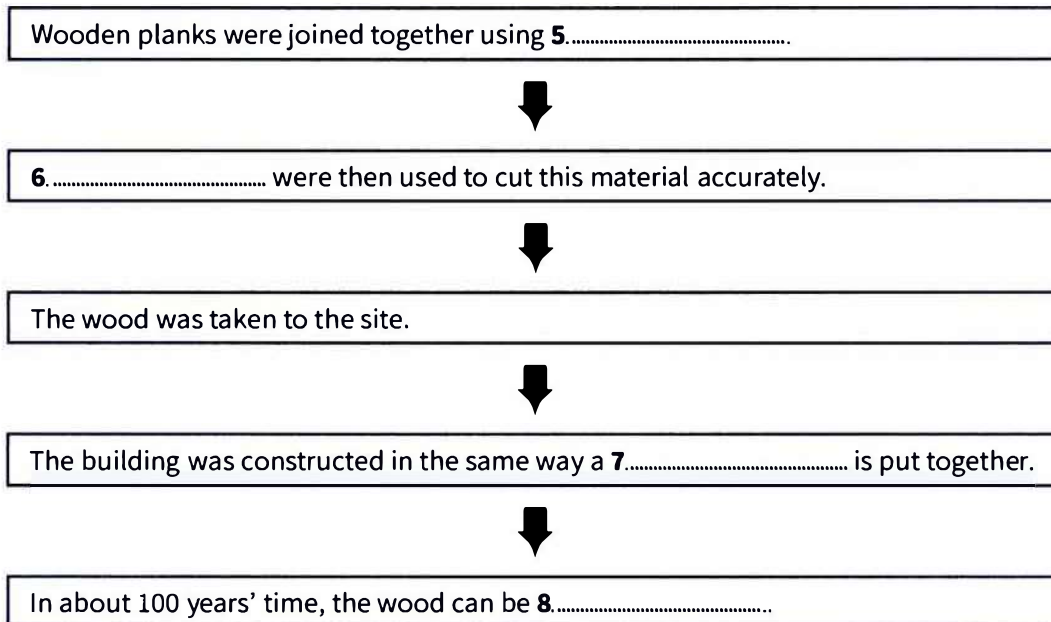 Wooden planks were joined together using 5..............................................
6.............................................. were then used to cut this material accurately.
The wood was taken to the site.
The building was constructed in the same way a 7.............................................. is put together.
In about 100 years’ time, the wood can be 8..............................................